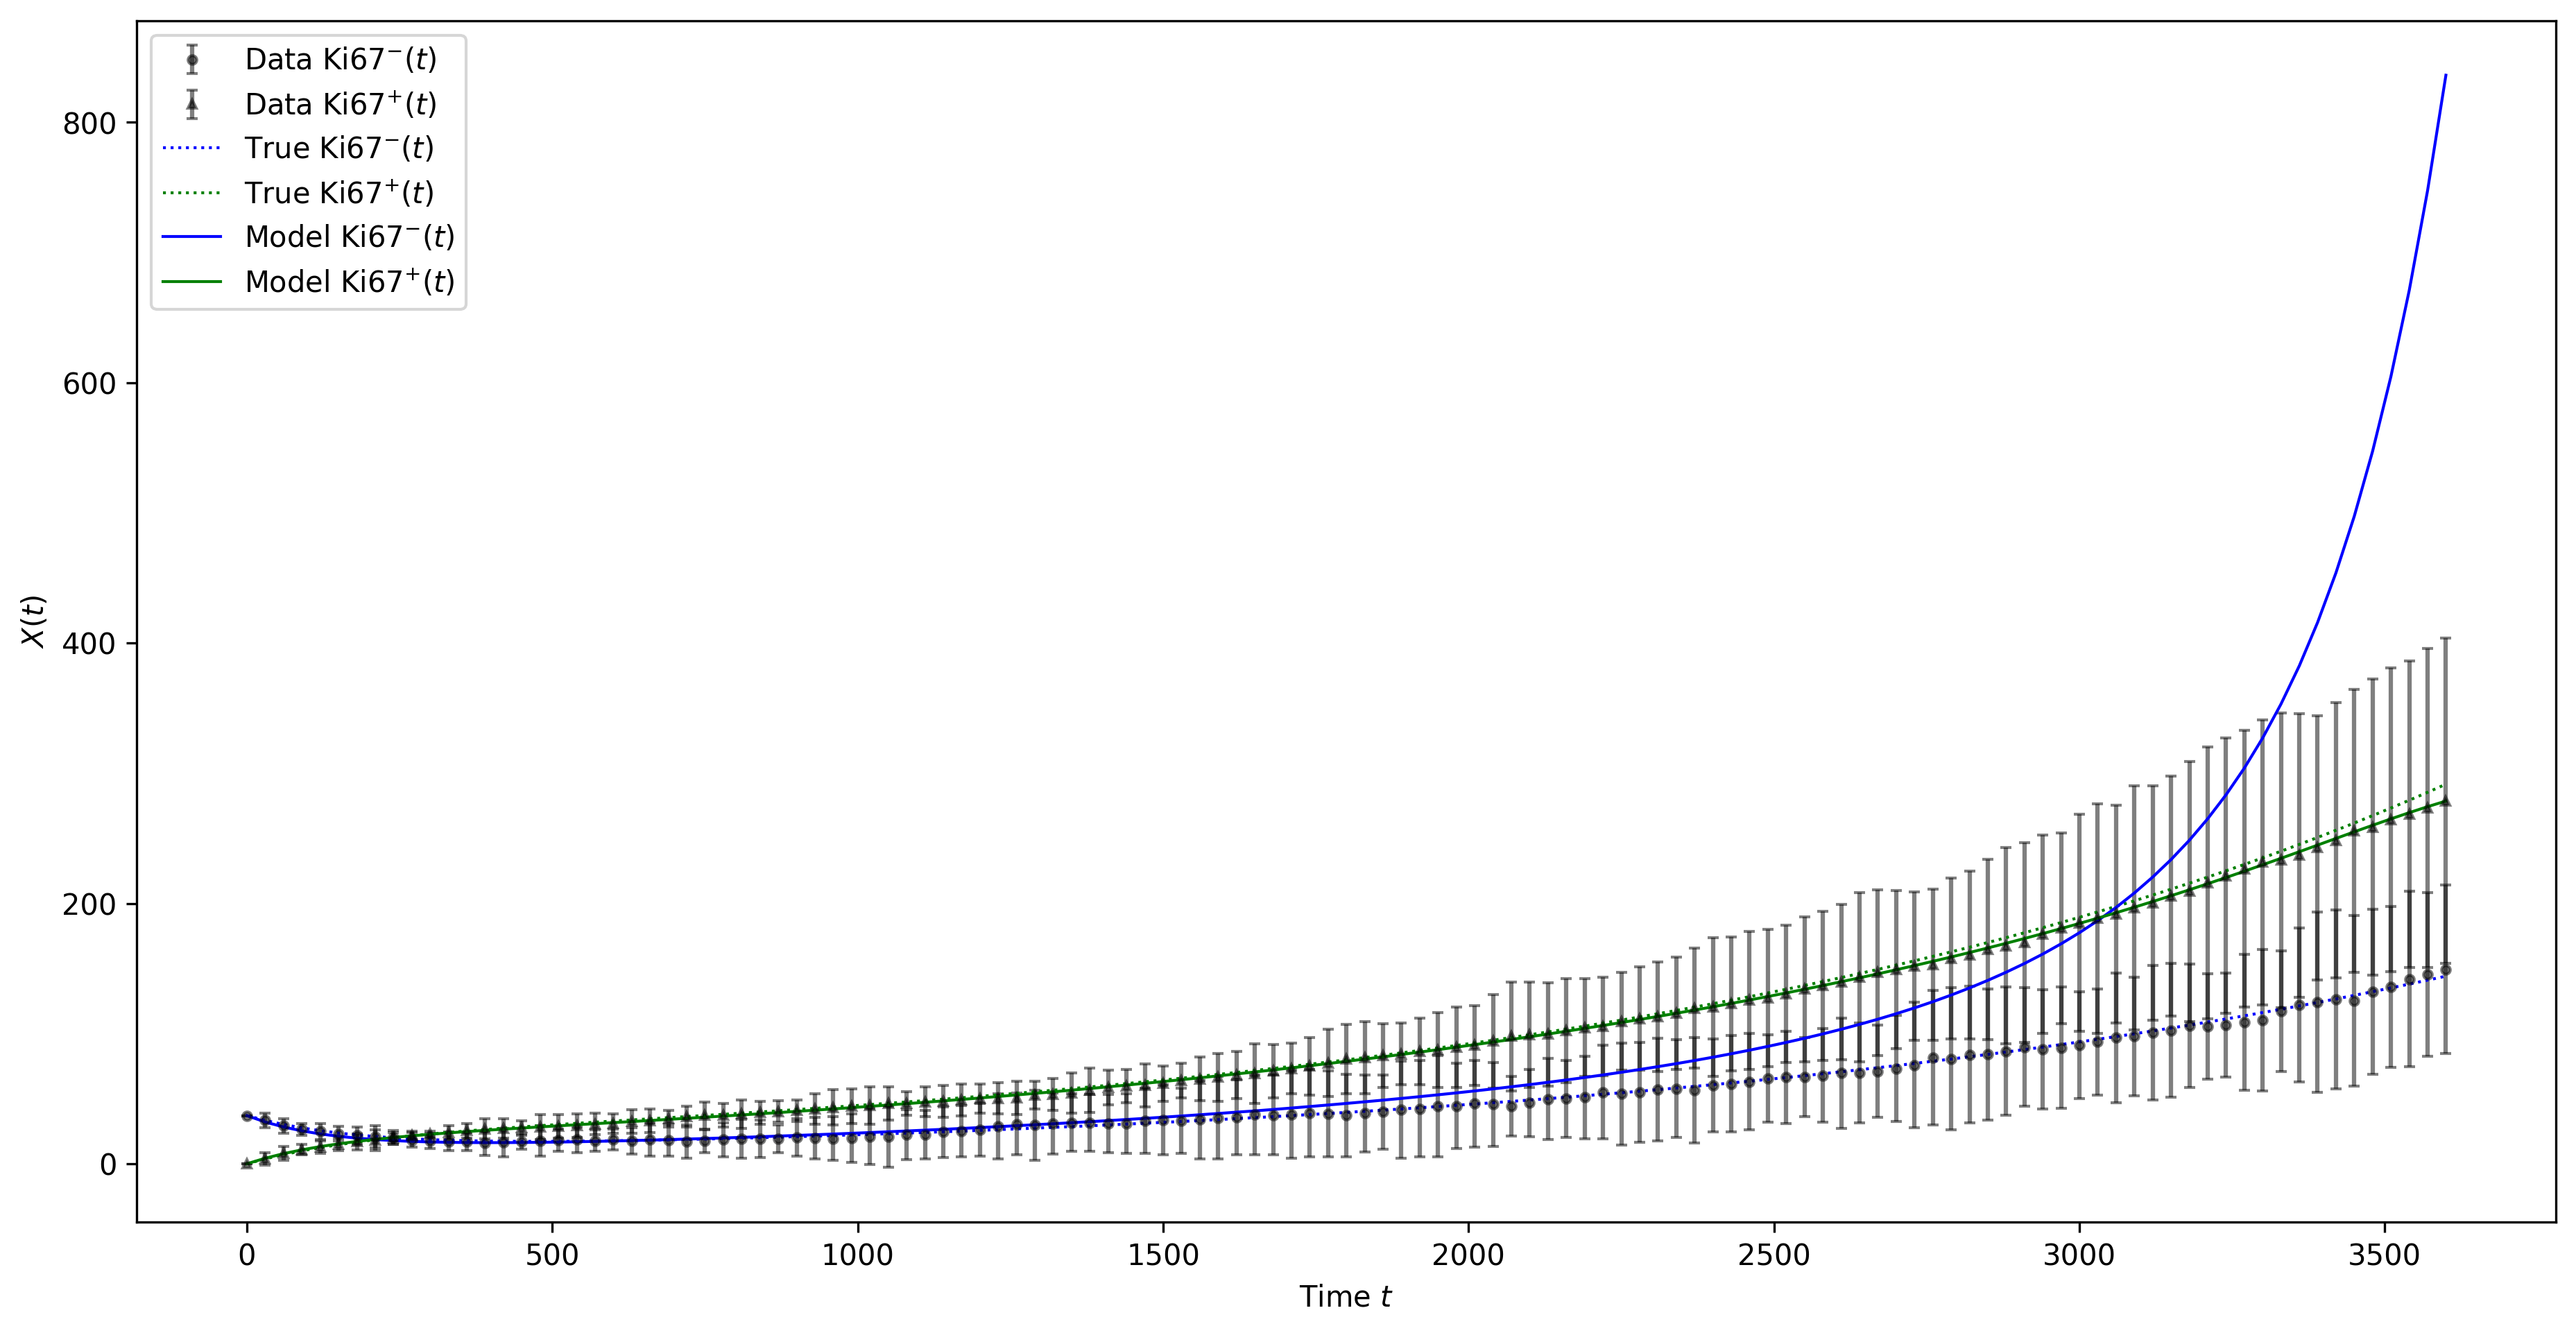 Data Ki67⁻(t)
Data Ki67⁺(t)
True Ki67⁻(t)
True Ki67⁺(t)
Model Ki67⁻(t)
Model Ki67⁺(t)
800
600
400
200
0
X(t)
0 500 1000 1500 2000 2500 3000 3500
Time t